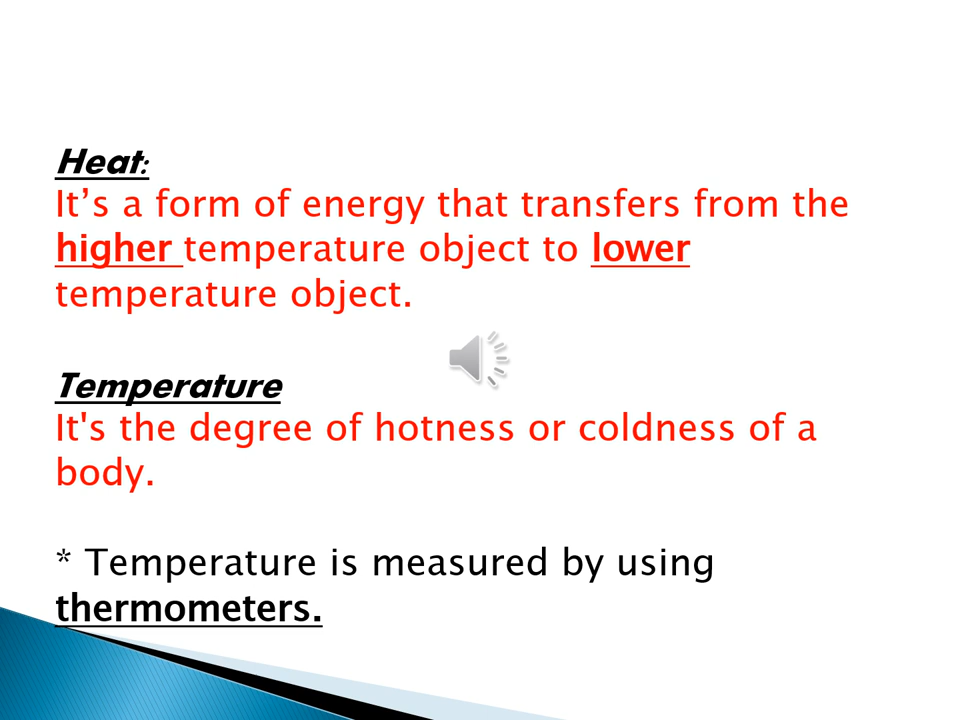 Heat:
It’s a form of energy that transfers from the
higher temperature object to lower
temperature object.
Temperature
It's the degree of hotness or coldness of a
body.
* Temperature is measured by using
thermometers.